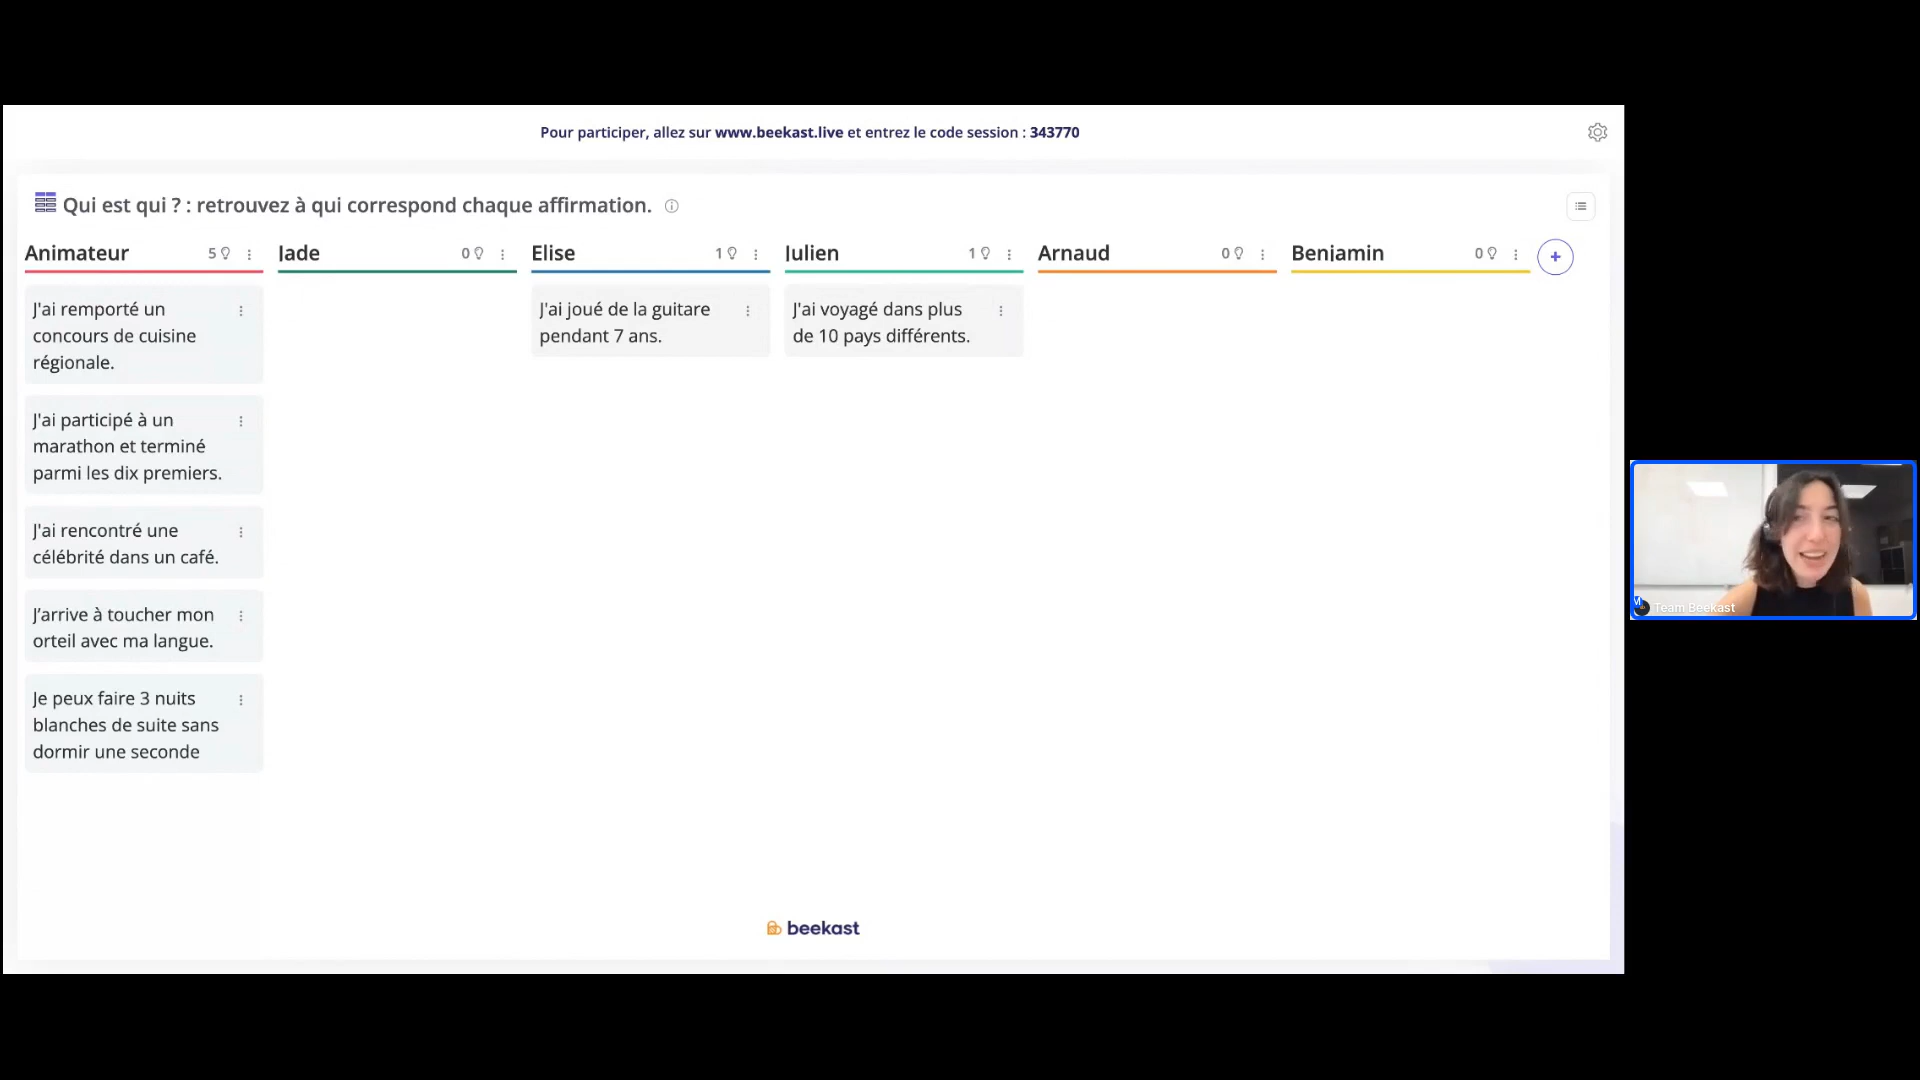 Pour participer, allez sur www.beekast.live et entrez le code session : 343770
Qui est qui ? : retrouvez à qui correspond chaque affirmation.
Animateur 5
J'ai remporté un
concours de cuisine
régionale.
J'ai participé à un
marathon et terminé
parmi les dix premiers.
J'ai rencontré une
célébrité dans un café.
J’arrive à toucher mon
orteil avec ma langue.
Je peux faire 3 nuits
blanches de suite sans
dormir une seconde
Jade 0
Elise 1
J'ai joué de la guitare
pendant 7 ans.
Julien 1
J'ai voyagé dans plus
de 10 pays différents.
Arnaud 0
Benjamin 0
beekast
Team Beekast